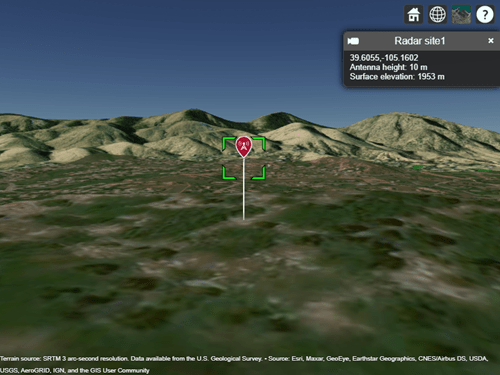 ?
Radar site1
×
39.6055,-105.1602
Antenna height: 10 m
Surface elevation: 1953 m
Terrain source: SRTM 3 arc-second resolution. Data available from the U.S. Geological Survey. • Source: Esri, Maxar, GeoEye, Earthstar Geographics, CNES/Airbus DS, USDA,
USGS, AeroGRID, IGN, and the GIS User Community